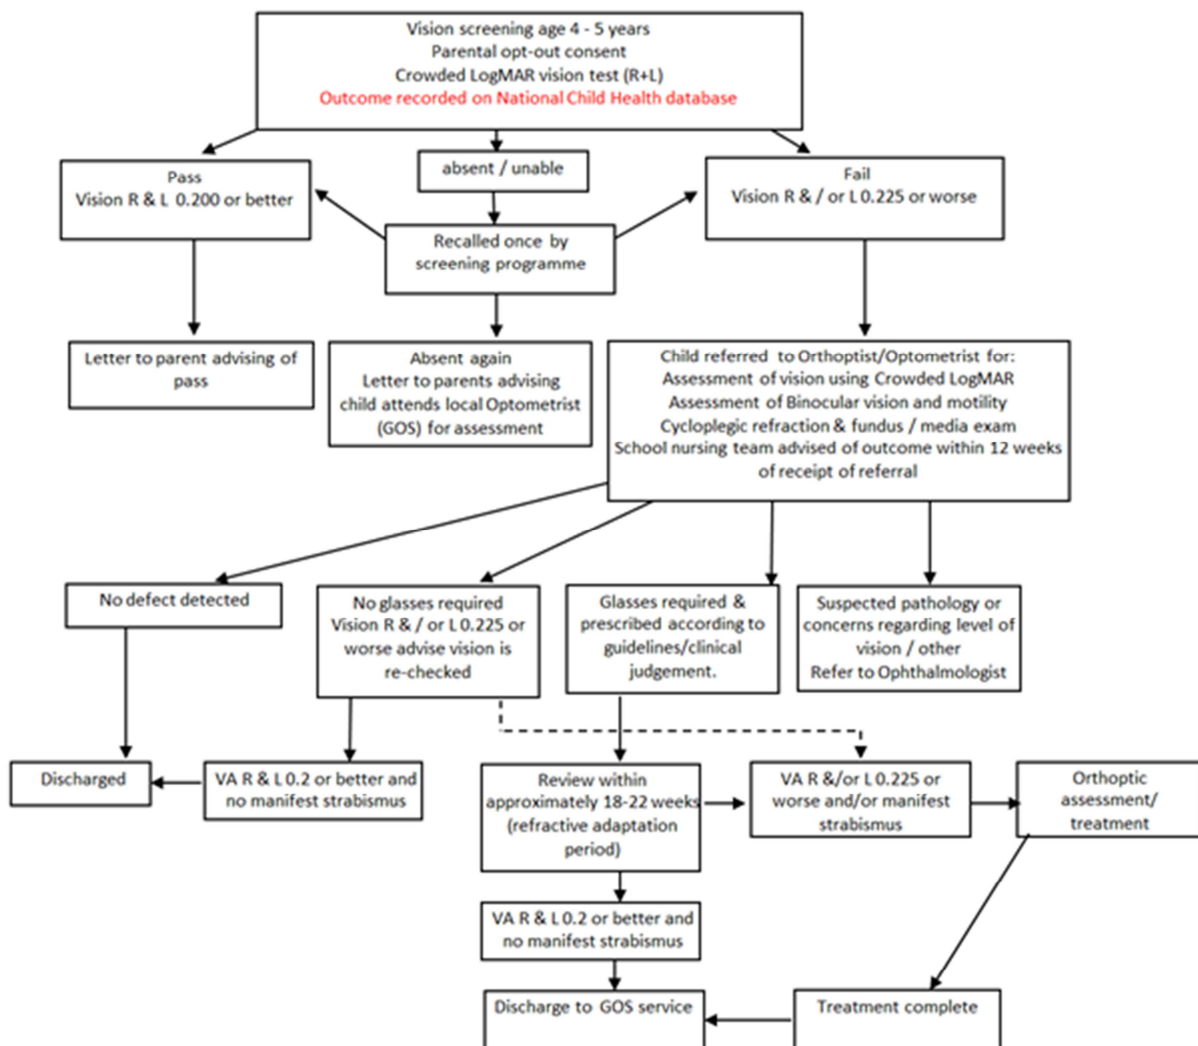 Vision screening age 4 - 5 years
Parental opt-out consent
Crowded LogMAR vision test (R+L)
Outcome recorded on National Child Health database
Pass
Vision R & L 0.200 or better
absent / unable
Fail
Vision R & / or L 0.225 or worse
Recalled once by
screening programme
Letter to parent advising of
pass
Absent again
Letter to parents advising
child attends local Optometrist
(GOS) for assessment
Child referred to Orthoptist/Optometrist for:
Assessment of vision using Crowded LogMAR
Assessment of Binocular vision and motility
Cycloplegic refraction & fundus / media exam
School nursing team advised of outcome within 12 weeks
of receipt of referral
No defect detected
No glasses required
Vision R & / or L 0.225 or
worse advise vision is
re-checked
Glasses required &
prescribed according to
guidelines/clinical
judgement.
Suspected pathology or
concerns regarding level of
vision / other
Refer to Ophthalmologist
Discharged
VA R & L 0.2 or better and
no manifest strabismus
Review within
approximately 18-22 weeks
(refractive adaptation
period)
VA R &/or L 0.225 or
worse and/or manifest
strabismus
Orthoptic
assessment/
treatment
VA R & L 0.2 or better and
no manifest strabismus
Discharge to GOS service
Treatment complete